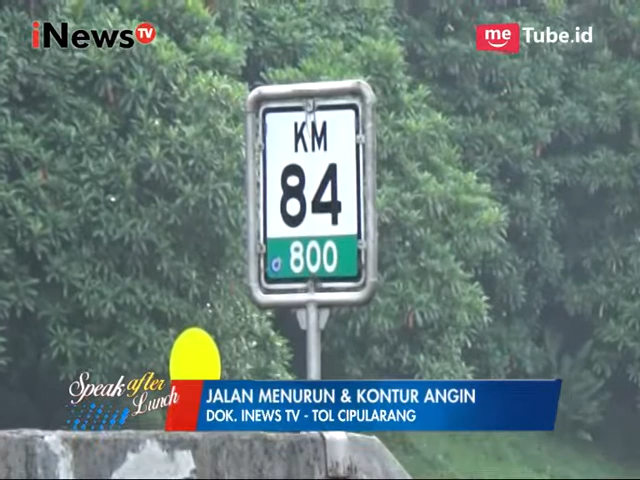 iNews TV
me Tube.id
KM
84
800
Speak after Lunch
JALAN MENURUN & KONTUR ANGIN
DOK. INEWS TV - TOL CIPULARANG